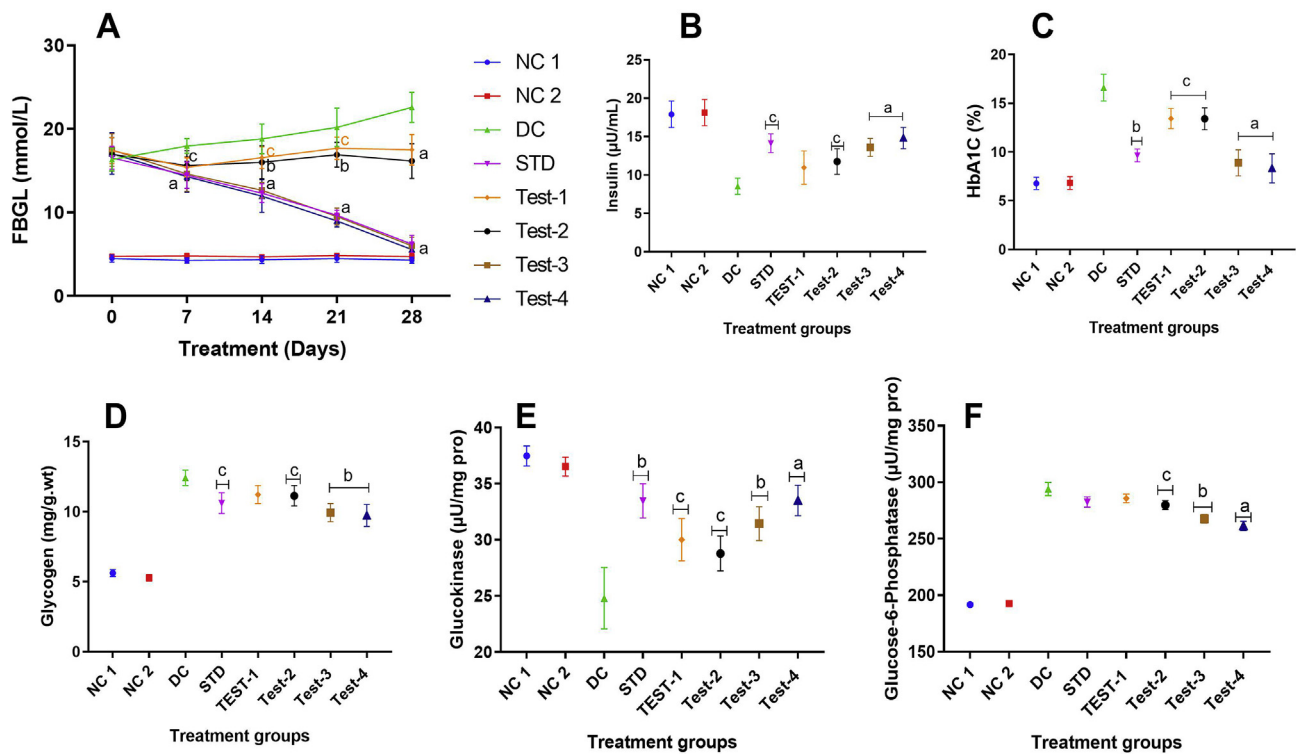 A
FBGL (mmol/L)
30
20
10
0
0 7 14 21 28
Treatment (Days)
c
c
c
a
b
b
a
a
a
a
NC 1
NC 2
DC
STD
Test-1
Test-2
Test-3
Test-4
B
Insulin (µU/mL)
25
20
15
10
5
0
c
c
a
NC 1 NC 2 DC STD TEST-1 Test-2 Test-3 Test-4
Treatment groups
C
HbA1C (%)
20
15
10
5
0
b
c
a
NC 1 NC 2 DC STD TEST-1 Test-2 Test-3 Test-4
Treatment groups
D
Glycogen (mg/g.wt)
15
10
5
0
c
c
b
NC 1 NC 2 DC STD TEST-1 Test-2 Test-3 Test-4
Treatment groups
E
Glucokinase (µU/mg pro)
40
35
30
25
20
b
c
c
b
a
NC 1 NC 2 DC STD TEST-1 Test-2 Test-3 Test-4
Treatment groups
F
Glucose-6-Phosphatase (µU/mg pro)
350
300
250
200
150
c
b
a
NC 1 NC 2 DC STD TEST-1 Test-2 Test-3 Test-4
Treatment groups